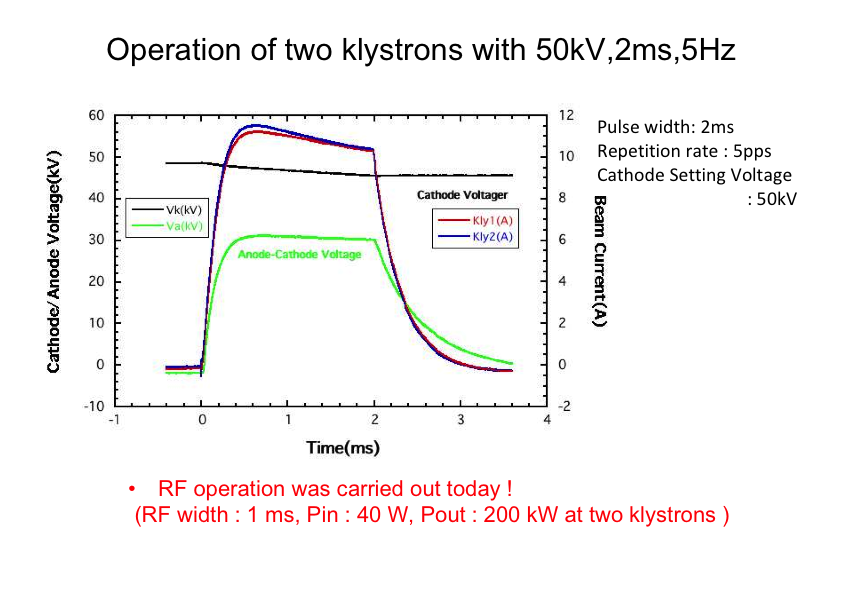 Operation of two klystrons with 50kV,2ms,5Hz
Pulse width: 2ms
Repetition rate : 5pps
Cathode Setting Voltage
: 50kV
Cathode/Anode Voltage(kV)
60
50
40
30
20
10
0
-10
Vk(kV)
Va(kV)
Cathode Voltager
Kly1(A)
Kly2(A)
Anode-Cathode Voltage
12
10
8
6
4
2
0
-2
Beam Current(A)
-1 0 1 2 3 4
Time(ms)
• RF operation was carried out today !
(RF width : 1 ms, Pin : 40 W, Pout : 200 kW at two klystrons )